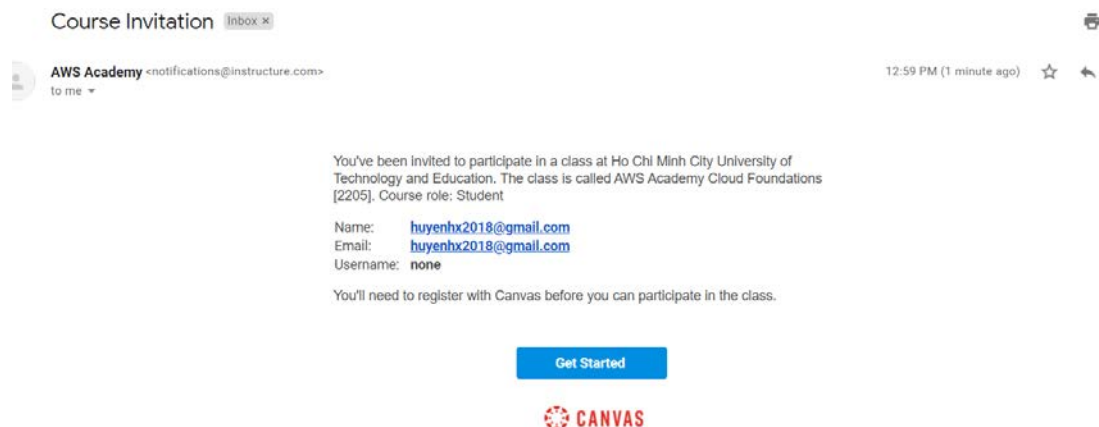 Course Invitation Inbox ×
AWS Academy <notifications@instructure.com> 12:59 PM (1 minute ago)
to me
You've been invited to participate in a class at Ho Chi Minh City University of
Technology and Education. The class is called AWS Academy Cloud Foundations
[2205]. Course role: Student
Name: huyenhx2018@gmail.com
Email: huyenhx2018@gmail.com
Username: none
You'll need to register with Canvas before you can participate in the class.
Get Started
CANVAS